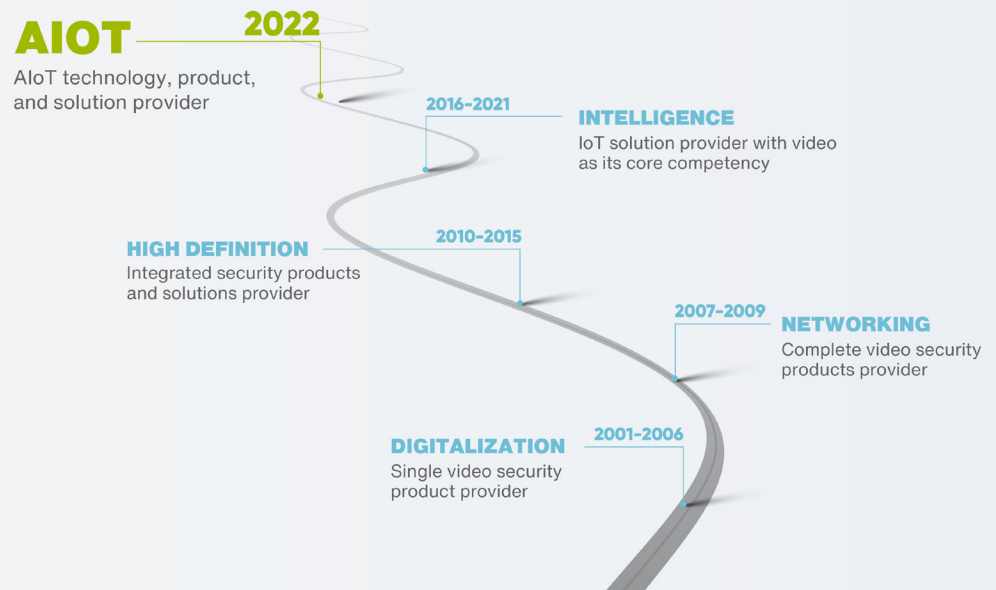 AIOT
2022
AIoT technology, product,
and solution provider
2016-2021
INTELLIGENCE
IoT solution provider with video
as its core competency
2010-2015
HIGH DEFINITION
Integrated security products
and solutions provider
2007-2009
NETWORKING
Complete video security
products provider
2001-2006
DIGITALIZATION
Single video security
product provider